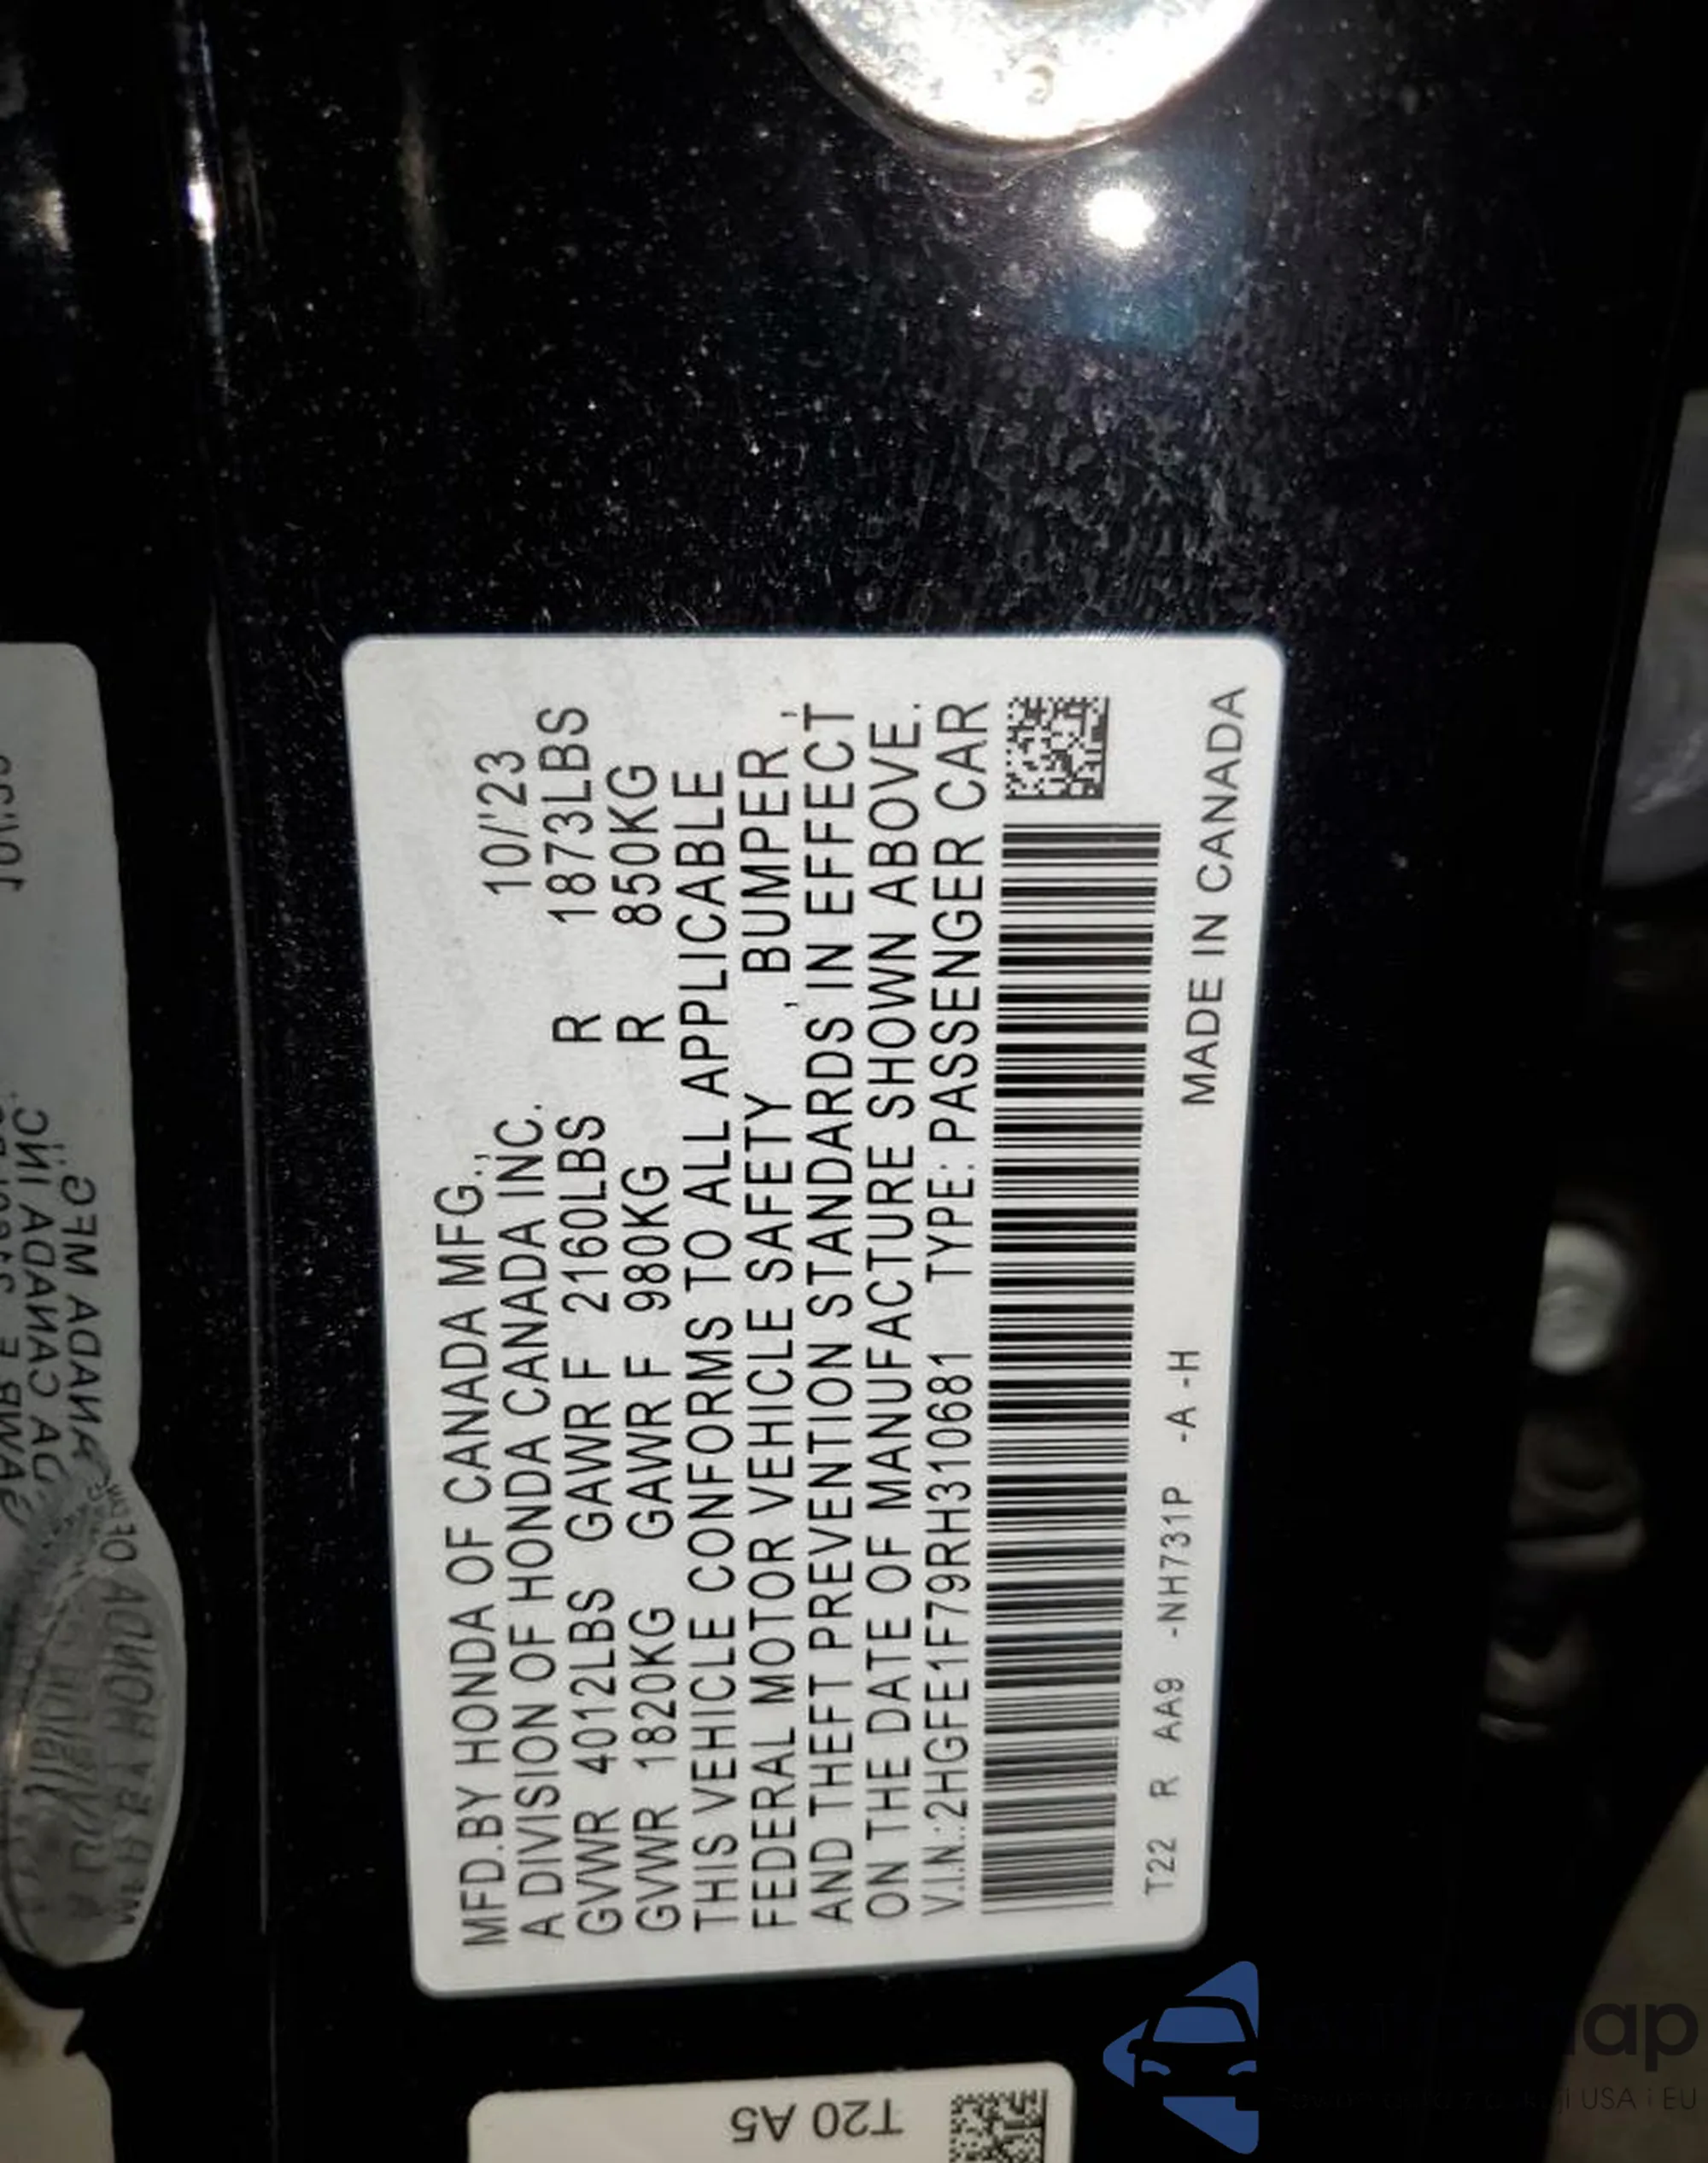 MFD.BY HONDA OF CANADA MFG.,
A DIVISION OF HONDA CANADA INC. 10/'23
GVWR 4012LBS GAWR F 2160LBS R 1873LBS
GVWR 1820KG GAWR F 980KG R 850KG
THIS VEHICLE CONFORMS TO ALL APPLICABLE
FEDERAL MOTOR VEHICLE SAFETY , BUMPER ,
AND THEFT PREVENTION STANDARDS IN EFFECT
ON THE DATE OF MANUFACTURE SHOWN ABOVE.
V.I.N.:2HGFE1F79RH310681 TYPE: PASSENGER CAR
T22 R AA9 -NH731P -A -H MADE IN CANADA
T20 A5
USA i EU